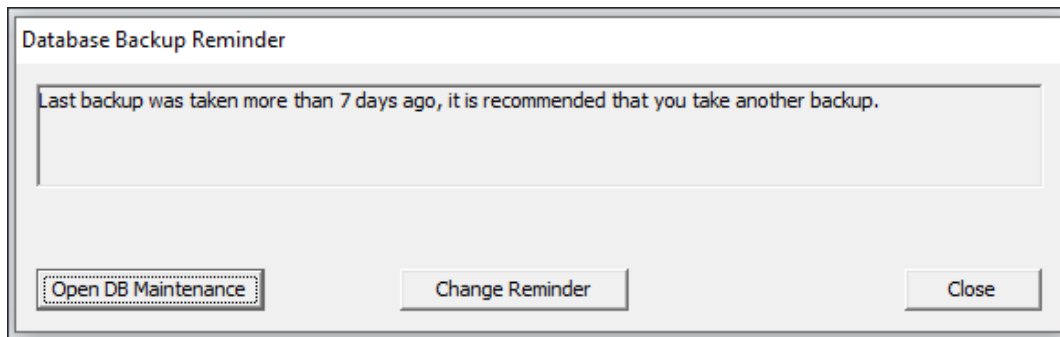 Database Backup Reminder
Last backup was taken more than 7 days ago, it is recommended that you take another backup.
Open DB Maintenance
Change Reminder
Close